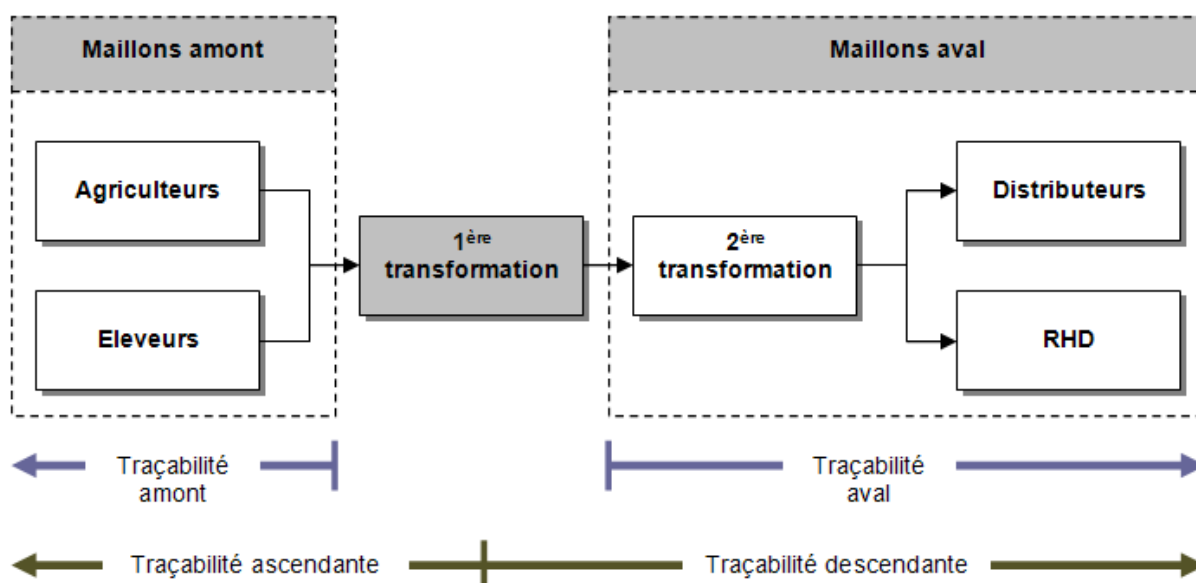 Maillons amont
Maillons aval
Agriculteurs
Eleveurs
1ère
transformation
2ère
transformation
Distributeurs
RHD
Traçabilité
amont
Traçabilité
aval
Traçabilité ascendante
Traçabilité descendante